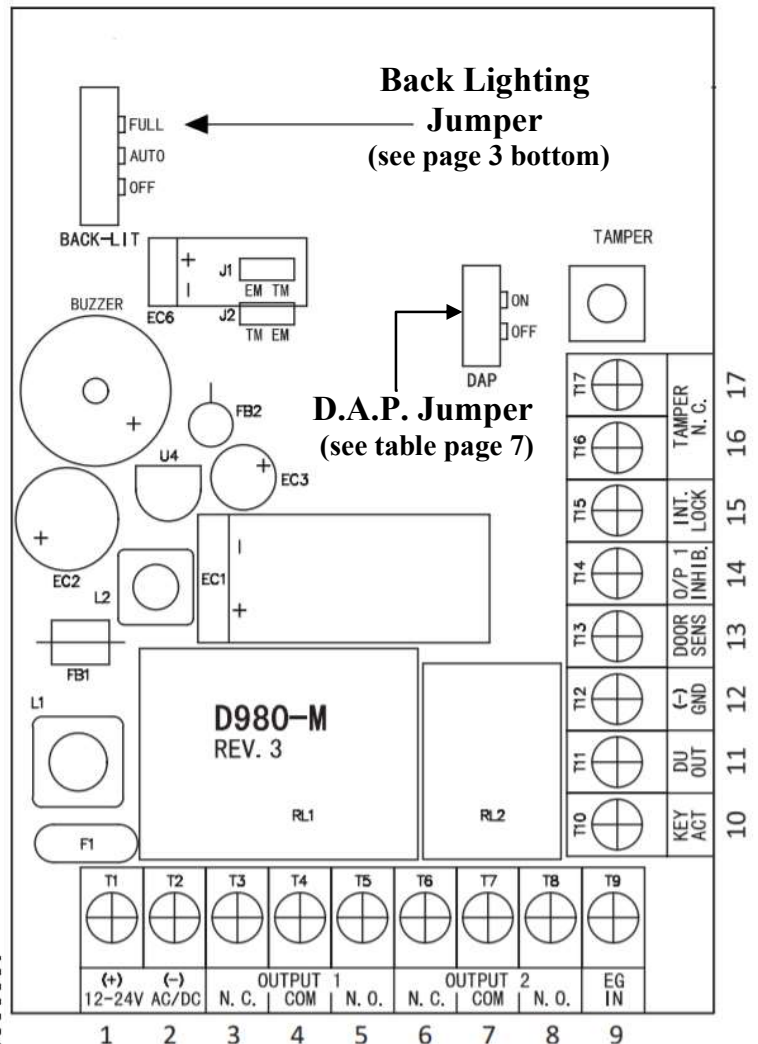 Back Lighting
Jumper
(see page 3 bottom)
FULL
AUTO
OFF
BACK-LIT
TAMPER
+
−
J1
EM TM
EC6
J2
TM EM
ON
OFF
DAP
BUZZER
+
FB2
D.A.P. Jumper
(see table page 7)
U4
+
EC3
+
EC2
L2
EC1
−
+
FB1
L1
D980-M
REV. 3
RL1
RL2
F1
T17
TAMPER
N.C.
17
T16
16
T15
INT.
LOCK
15
T14
O/P 1
INHIB.
14
T13
DOOR
SENS
13
T12
(-)
GND
12
T11
DU
OUT
11
T10
KEY
ACT
10
T1 T2 T3 T4 T5 T6 T7 T8 T9
(+) (-) OUTPUT 1 OUTPUT 2 EG
12-24V AC/DC N.C. COM N.O. N.C. COM N.O. IN
1 2 3 4 5 6 7 8 9